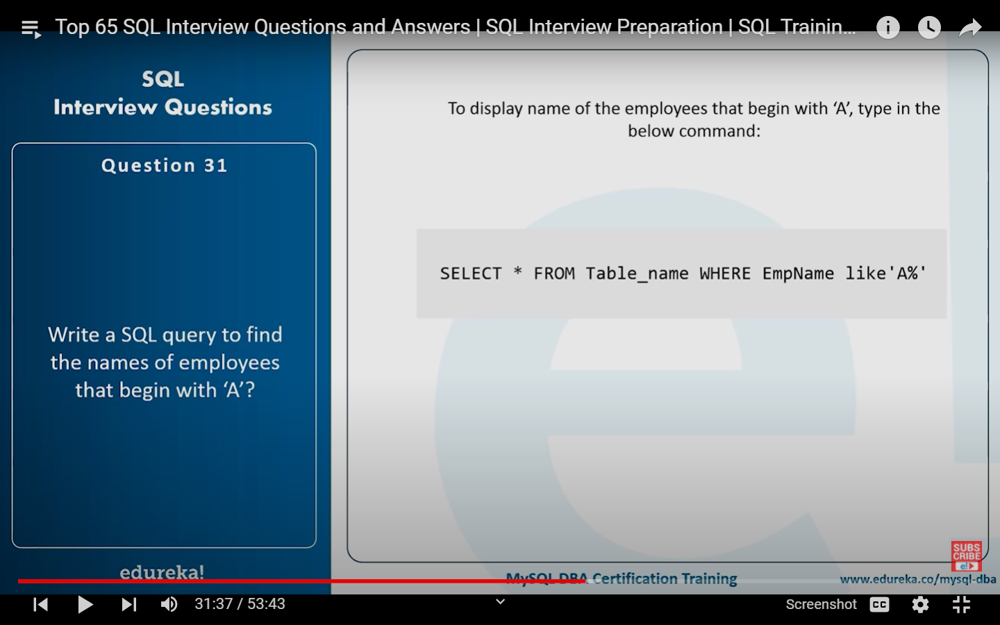 Top 65 SQL Interview Questions and Answers | SQL Interview Preparation | SQL Trainin...
SQL
Interview Questions
Question 31
Write a SQL query to find
the names of employees
that begin with ‘A’?
edureka!
To display name of the employees that begin with ‘A’, type in the
below command:
SELECT * FROM Table_name WHERE EmpName like'A%'
SUBS
CRIBE
e!
MySQL DBA Certification Training
www.edureka.co/mysql-dba
31:37 / 53:43
Screenshot
CC